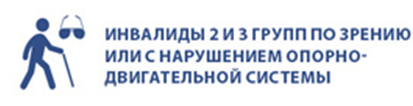 ИНВАЛИДЫ 2 И 3 ГРУПП ПО ЗРЕНИЮ
ИЛИ С НАРУШЕНИЕМ ОПОРНО-
ДВИГАТЕЛЬНОЙ СИСТЕМЫ